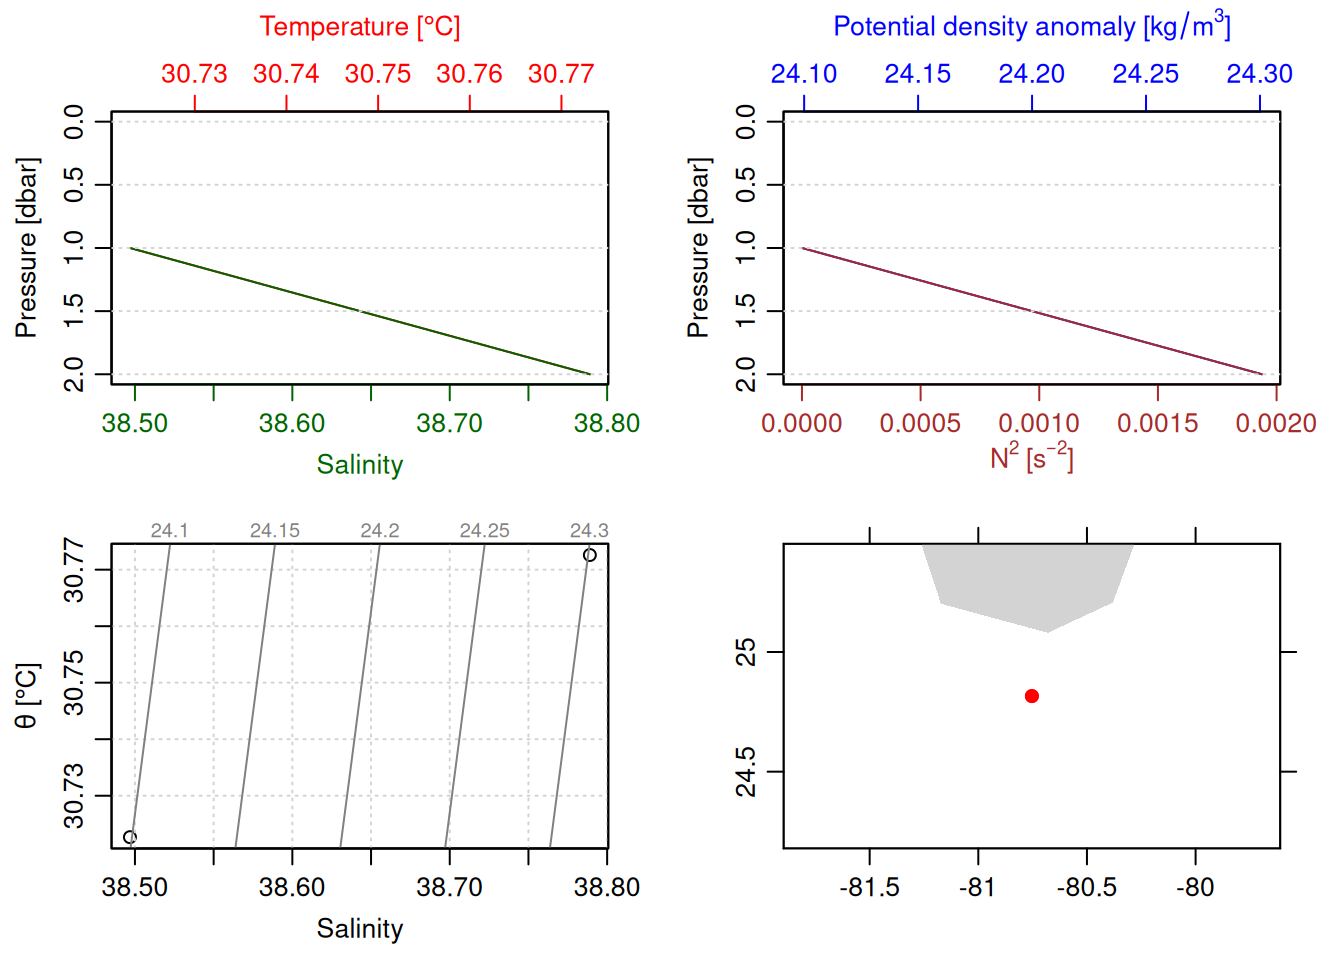 Temperature [°C]
30.73 30.74 30.75 30.76 30.77
Pressure [dbar]
0.0
0.5
1.0
1.5
2.0
38.50 38.60 38.70 38.80
Salinity
Potential density anomaly [kg/m³]
24.10 24.15 24.20 24.25 24.30
Pressure [dbar]
0.0
0.5
1.0
1.5
2.0
0.0000 0.0005 0.0010 0.0015 0.0020
N² [s⁻²]
24.1 24.15 24.2 24.25 24.3
θ [°C]
30.77
30.75
30.73
38.50 38.60 38.70 38.80
Salinity
25
24.5
-81.5 -81 -80.5 -80